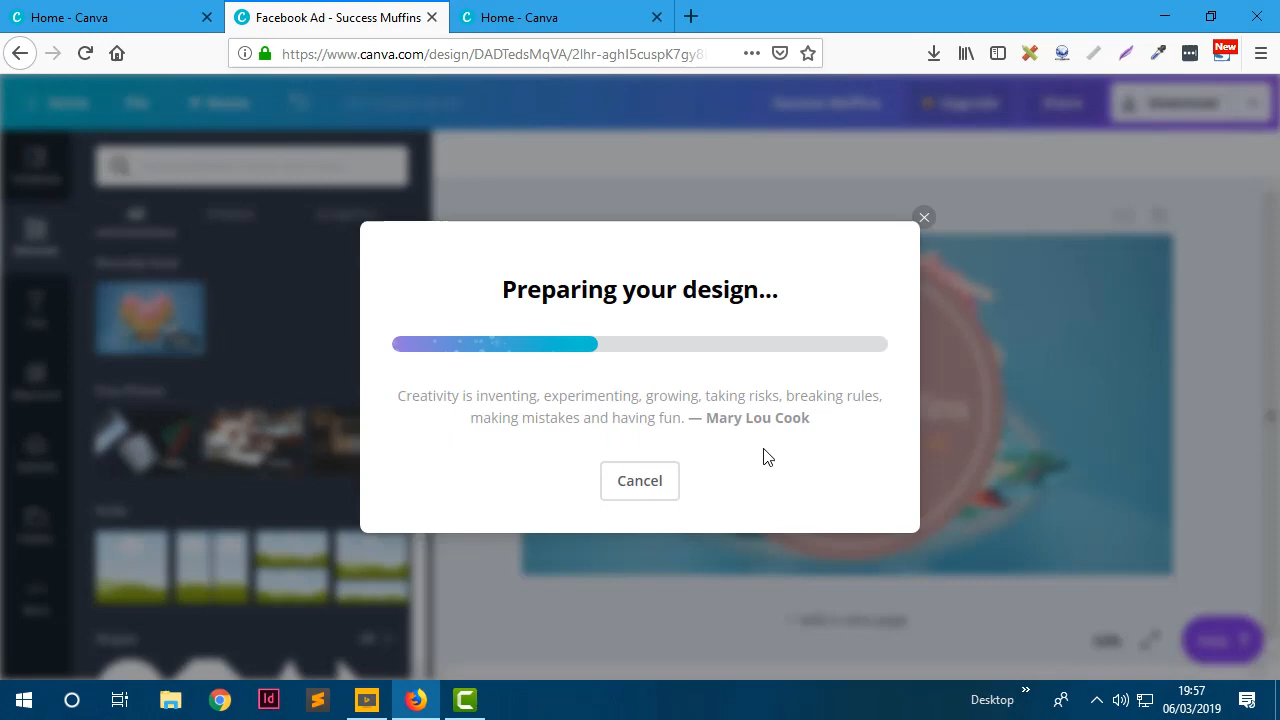 Home - Canva
Facebook Ad - Success Muffins
Home - Canva
https://www.canva.com/design/DADTedsMqVA/2lhr-aghI5cuspK7gy8
New
Preparing your design...
Creativity is inventing, experimenting, growing, taking risks, breaking rules,
making mistakes and having fun. — Mary Lou Cook
Cancel
Id
Desktop
19:57
06/03/2019